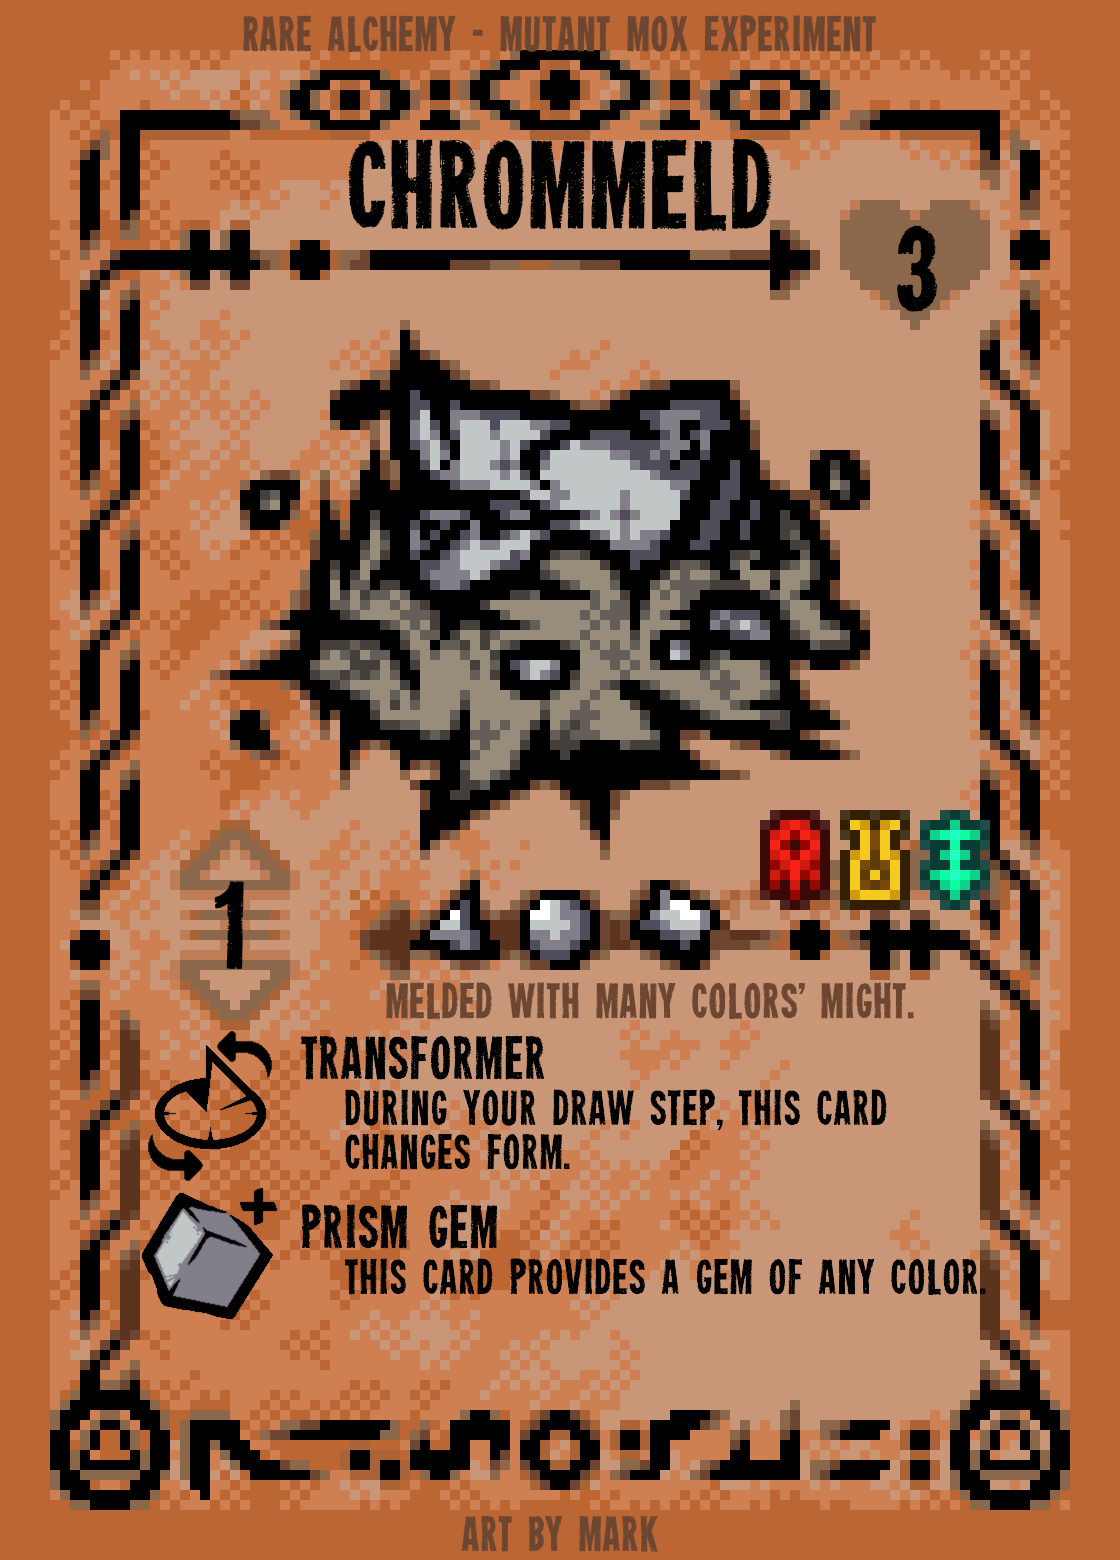 RARE ALCHEMY - MUTANT MOX EXPERIMENT
CHROMMELD
3
1
MELDED WITH MANY COLORS' MIGHT.
TRANSFORMER
DURING YOUR DRAW STEP, THIS CARD
CHANGES FORM.
PRISM GEM
THIS CARD PROVIDES A GEM OF ANY COLOR.
ART BY MARK